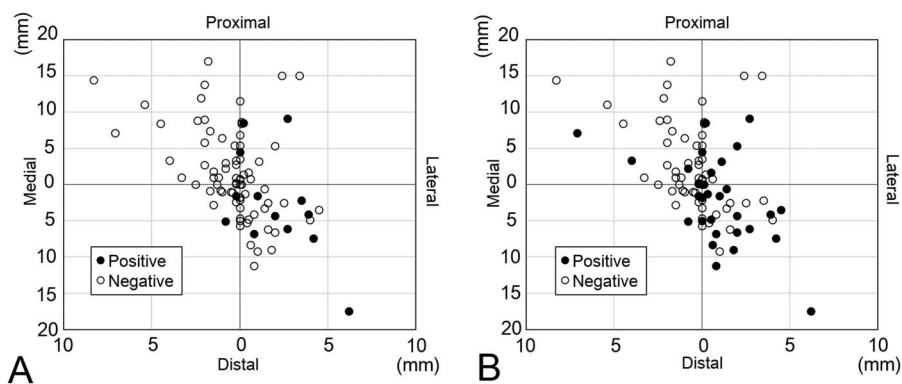 Proximal
(mm)
20
15
10
5
0
5
10
15
20
Medial
Lateral
Positive
Negative
10
5
0
5
10
Distal
(mm)
A
Proximal
(mm)
20
15
10
5
0
5
10
15
20
Medial
Lateral
Positive
Negative
10
5
0
5
10
Distal
(mm)
B